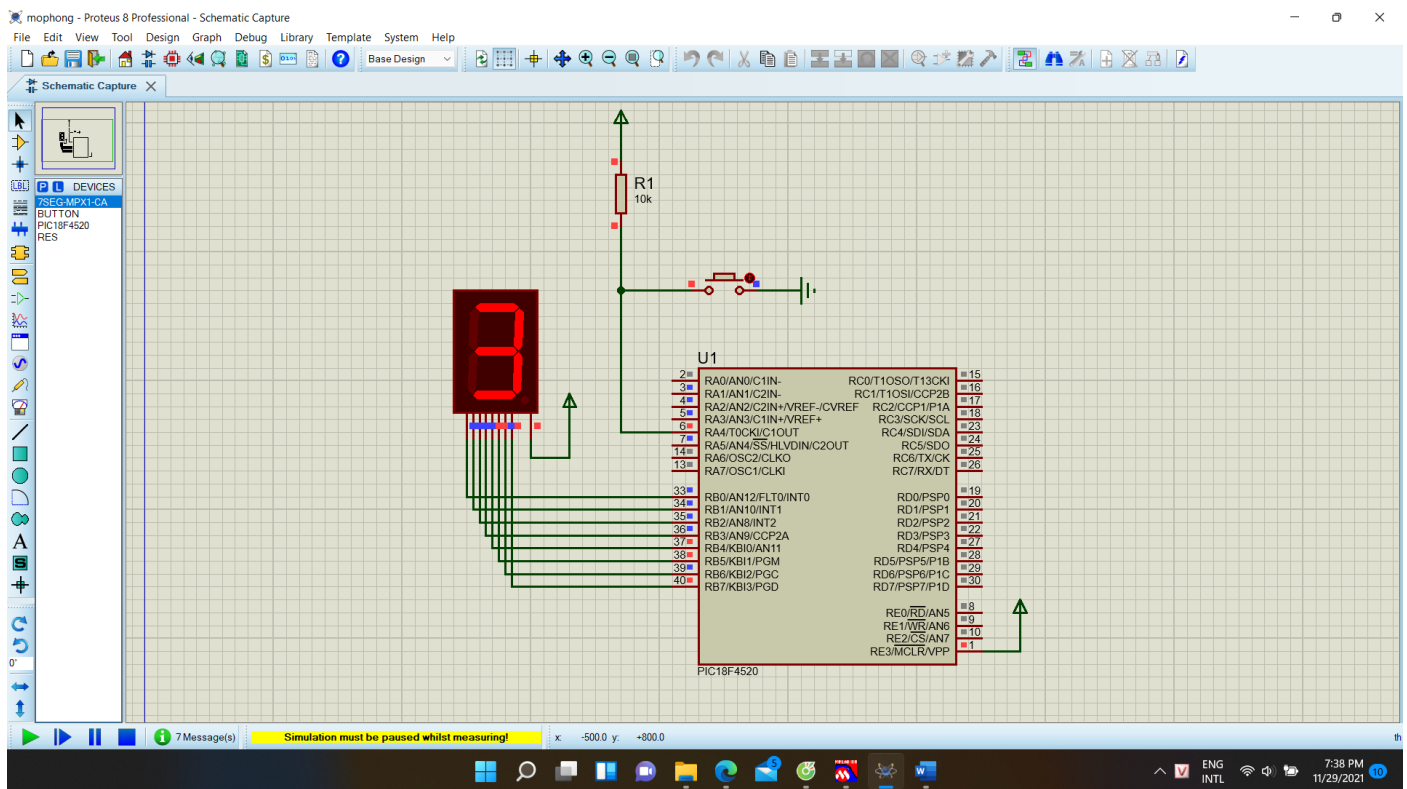 mophong - Proteus 8 Professional - Schematic Capture
File Edit View Tool Design Graph Debug Library Template System Help
Base Design
Schematic Capture
P L DEVICES
7SEG-MPX1-CA
BUTTON
PIC18F4520
RES
R1
10k
U1
2 RA0/AN0/C1IN- RC0/T1OSO/T13CKI 15
3 RA1/AN1/C2IN- RC1/T1OSI/CCP2B 16
4 RA2/AN2/C2IN+/VREF-/CVREF RC2/CCP1/P1A 17
5 RA3/AN3/C1IN+/VREF+ RC3/SCK/SCL 18
6 RA4/T0CKI/C1OUT RC4/SDI/SDA 23
7 RA5/AN4/SS/HLVDIN/C2OUT RC5/SDO 24
14 RA6/OSC2/CLKO RC6/TX/CK 25
13 RA7/OSC1/CLKI RC7/RX/DT 26
33 RB0/AN12/FLT0/INT0 RD0/PSP0 19
34 RB1/AN10/INT1 RD1/PSP1 20
35 RB2/AN8/INT2 RD2/PSP2 21
36 RB3/AN9/CCP2A RD3/PSP3 22
37 RB4/KBI0/AN11 RD4/PSP4 27
38 RB5/KBI1/PGM RD5/PSP5/P1B 28
39 RB6/KBI2/PGC RD6/PSP6/P1C 29
40 RB7/KBI3/PGD RD7/PSP7/P1D 30
RE0/RD/AN5 8
RE1/WR/AN6 9
RE2/CS/AN7 10
RE3/MCLR/VPP 1
PIC18F4520
3
LBL
A
S
0°
7 Message(s) Simulation must be paused whilst measuring! x: -500.0 y: +800.0 th
5
V ENG
INTL
7:38 PM
11/29/2021
10